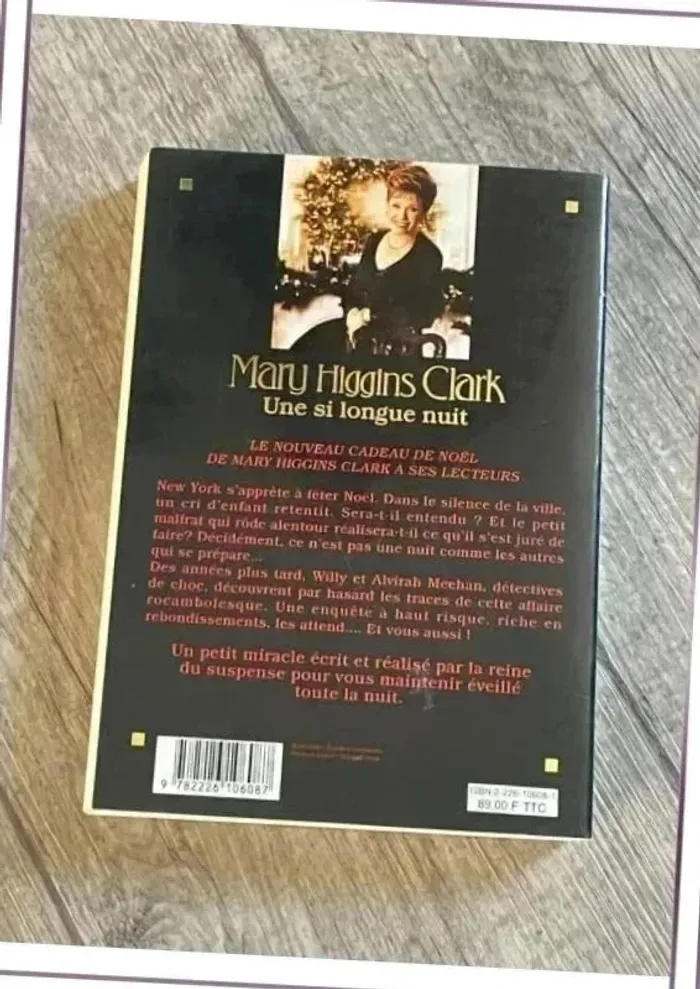 Mary Higgins Clark
Une si longue nuit
LE NOUVEAU CADEAU DE NOËL
DE MARY HIGGINS CLARK A SES LECTEURS
New York s'apprête à fêter Noël. Dans le silence de la ville,
un cri d'enfant retentit. Sera-t-il entendu ? Et le petit
malfrat qui rôde alentour réalisera-t-il ce qu'il s'est juré de
faire? Décidément, ce n'est pas une nuit comme les autres
qui se prépare...
Des années plus tard, Willy et Alvirah Meehan, détectives
de choc, découvrent par hasard les traces de cette affaire
rocambolesque. Une enquête à haut risque, riche en
rebondissements, les attend.... Et vous aussi !
Un petit miracle écrit et réalisé par la reine
du suspense pour vous maintenir éveillé
toute la nuit.
9 782226 106087
ISBN 2-226-10608-1
89,00 F TTC